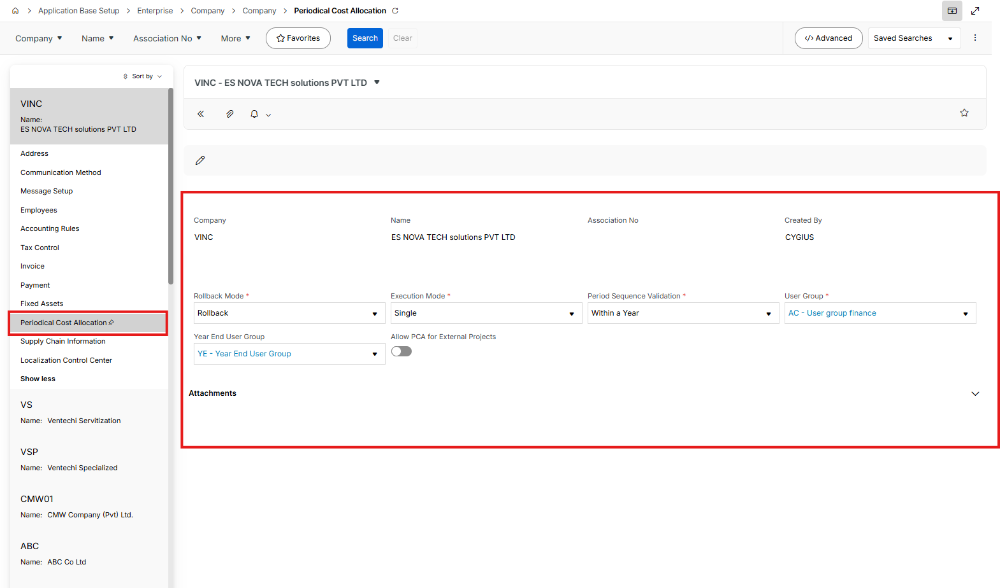 Application Base Setup > Enterprise > Company > Company > Periodical Cost Allocation
Company Name Association No More Favorites Search Clear </> Advanced Saved Searches
Sort by
VINC
Name:
ES NOVA TECH solutions PVT LTD
Address
Communication Method
Message Setup
Employees
Accounting Rules
Tax Control
Invoice
Payment
Fixed Assets
Periodical Cost Allocation
Supply Chain Information
Localization Control Center
Show less
VS
Name: Ventechi Servitization
VSP
Name: Ventechi Specialized
CMW01
Name: CMW Company (Pvt) Ltd.
ABC
Name: ABC Co Ltd
VINC - ES NOVA TECH solutions PVT LTD
Company Name Association No Created By
VINC ES NOVA TECH solutions PVT LTD CYGIUS
Rollback Mode * Execution Mode * Period Sequence Validation * User Group *
Rollback Single Within a Year AC - User group finance
Year End User Group Allow PCA for External Projects
YE - Year End User Group
Attachments